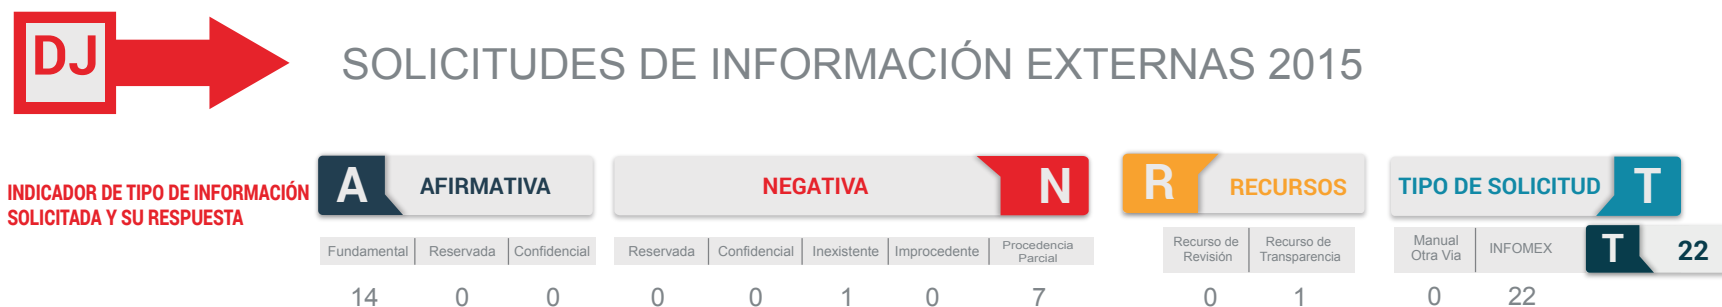 DJ
SOLICITUDES DE INFORMACIÓN EXTERNAS 2015
INDICADOR DE TIPO DE INFORMACIÓN
SOLICITADA Y SU RESPUESTA
A AFIRMATIVA
Fundamental Reservada Confidencial
14 0 0
NEGATIVA N
Reservada Confidencial Inexistente Improcedente Procedencia
Parcial
0 0 1 0 7
R RECURSOS
Recurso de Recurso de
Revisión Transparencia
0 1
TIPO DE SOLICITUD T
Manual INFOMEX
Otra Via
T 22
0 22